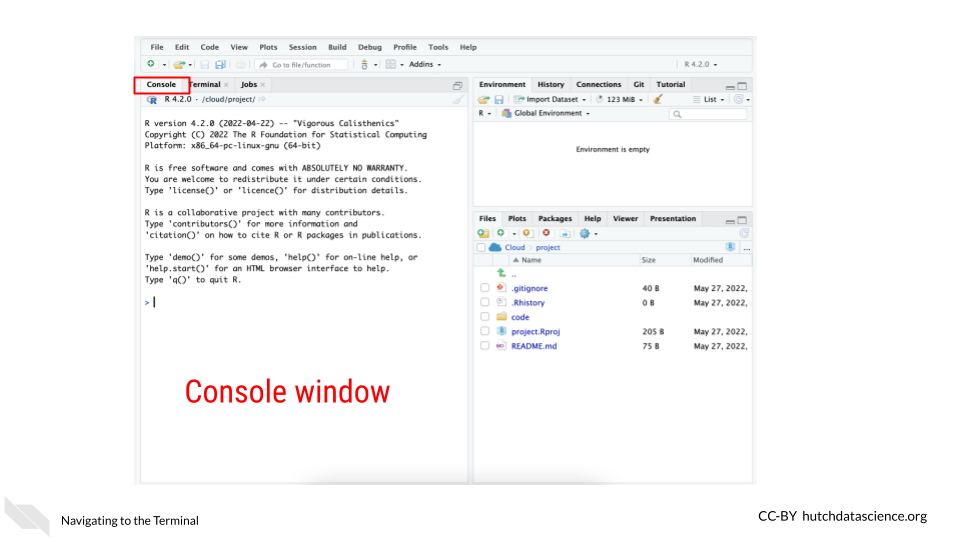 File Edit Code View Plots Session Build Debug Profile Tools Help
Go to file/function Addins R 4.2.0
Console Terminal × Jobs ×
R 4.2.0 · /cloud/project/
R version 4.2.0 (2022-04-22) -- "Vigorous Calisthenics"
Copyright (C) 2022 The R Foundation for Statistical Computing
Platform: x86_64-pc-linux-gnu (64-bit)
R is free software and comes with ABSOLUTELY NO WARRANTY.
You are welcome to redistribute it under certain conditions.
Type 'license()' or 'licence()' for distribution details.
R is a collaborative project with many contributors.
Type 'contributors()' for more information and
'citation()' on how to cite R or R packages in publications.
Type 'demo()' for some demos, 'help()' for on-line help, or
'help.start()' for an HTML browser interface to help.
Type 'q()' to quit R.
>
Console window
Environment History Connections Git Tutorial
Import Dataset 123 MiB List
R Global Environment
Environment is empty
Files Plots Packages Help Viewer Presentation
Cloud project ...
Name Size Modified
..
.gitignore 40 B May 27, 2022,
.Rhistory 0 B May 27, 2022,
code
project.Rproj 205 B May 27, 2022,
README.md 75 B May 27, 2022,
Navigating to the Terminal
CC-BY hutchdatascience.org